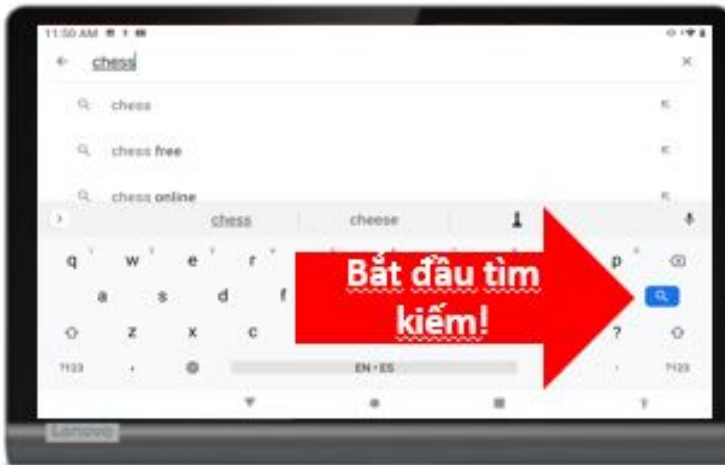 11:50 AM
chess
chess
chess free
chess online
chess cheese
q w e r p
a s d f
Bắt đầu tìm
kiếm!
z x c ?
?123 , EN • ES . ?123
Lenovo